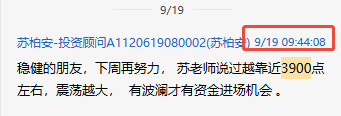 9/19
苏柏安-投资顾问A1120619080002(苏柏安) 9/19 09:44:08
稳健的朋友，下周再努力， 苏老师说过越靠近3900点
左右，震荡越大， 有波澜才有资金进场机会 。